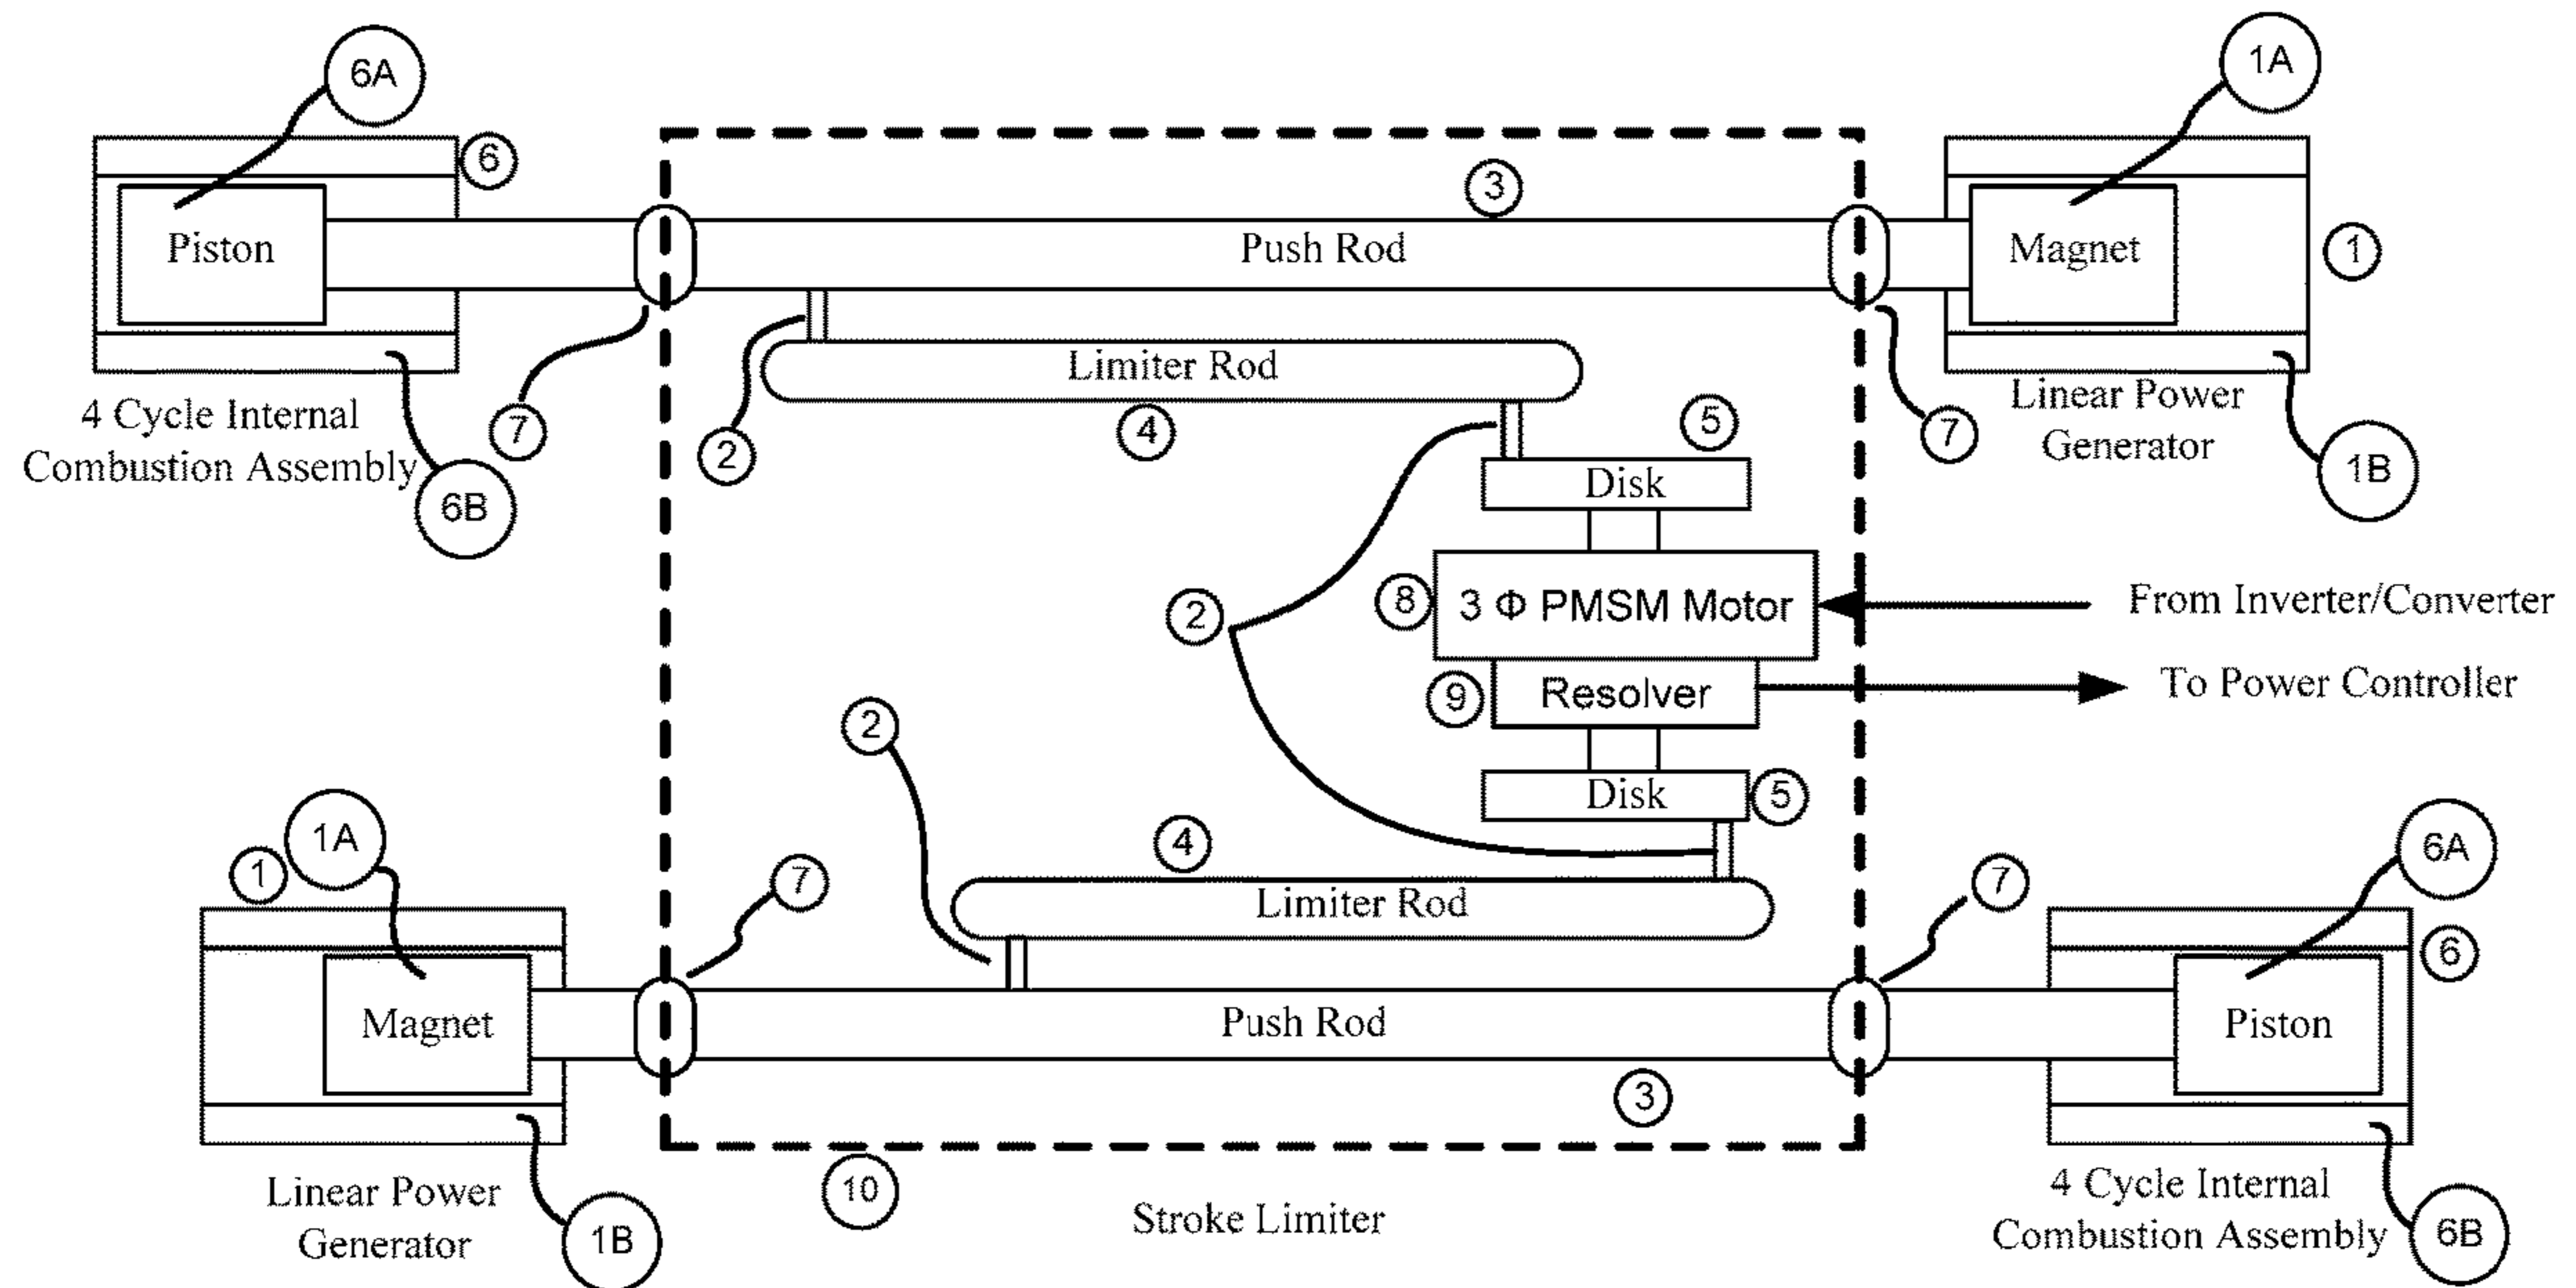 6A
1A
6
3
Piston
Push Rod
Magnet
1
2
7
Limiter Rod
4
5
7
4 Cycle Internal
Combustion Assembly
6B
Linear Power
Generator
1B
Disk
2
8
3 Φ PMSM Motor
From Inverter/Converter
9
Resolver
To Power Controller
2
Disk
5
1
1A
7
4
Limiter Rod
7
6A
6
Magnet
Push Rod
Piston
3
10
Stroke Limiter
Linear Power
Generator
1B
4 Cycle Internal
Combustion Assembly
6B